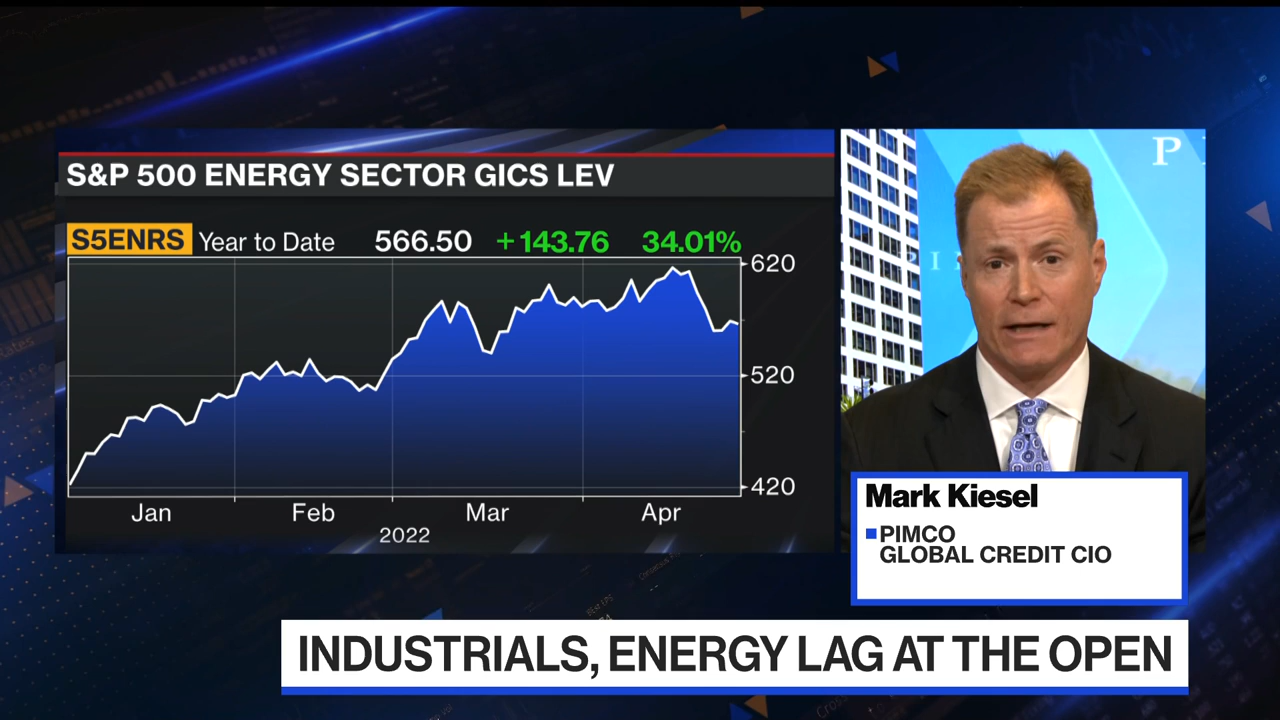 S&P 500 ENERGY SECTOR GICS LEV
S5ENRS Year to Date 566.50 +143.76 34.01%
620
520
420
Jan Feb Mar Apr
2022
P
Mark Kiesel
PIMCO
GLOBAL CREDIT CIO
INDUSTRIALS, ENERGY LAG AT THE OPEN